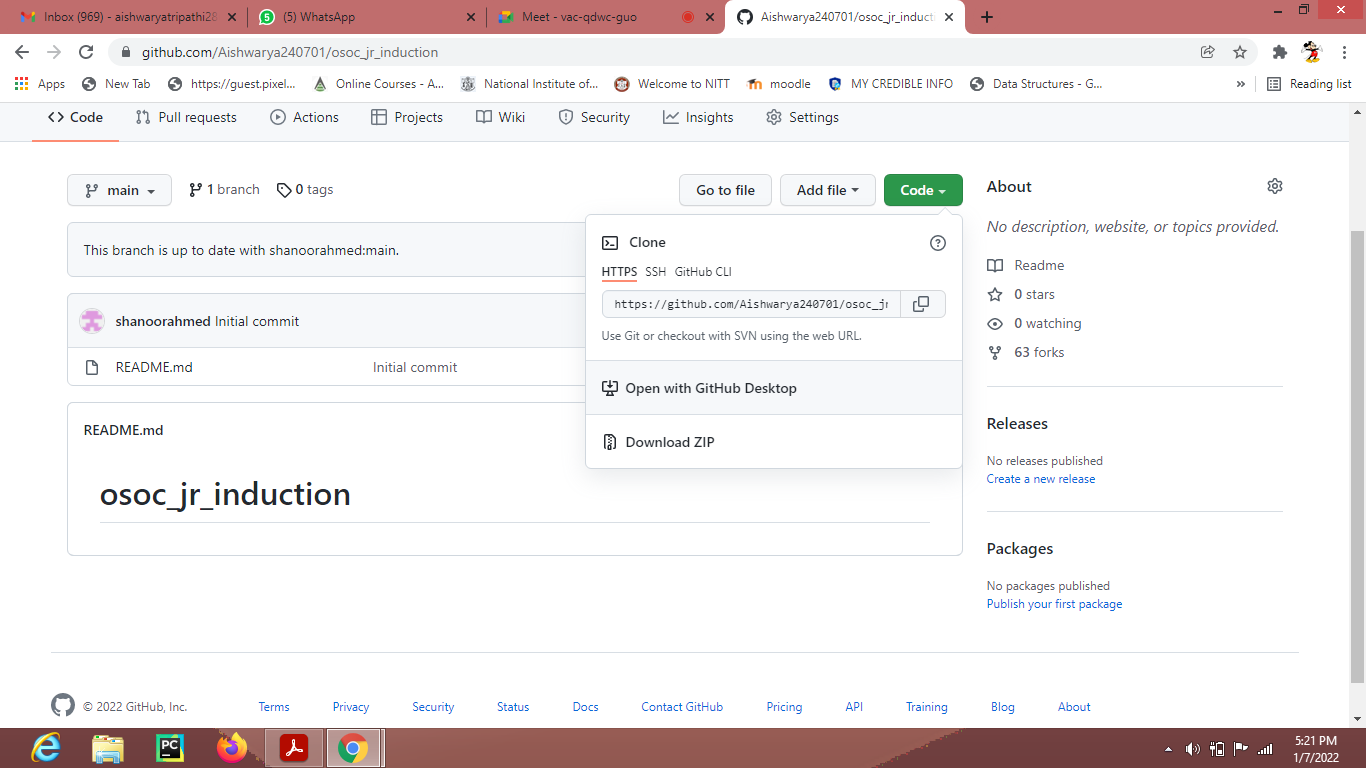 Inbox (969) - aishwaryatripathi28
(5) WhatsApp
Meet - vac-qdwc-guo
Aishwarya240701/osoc_jr_induct
github.com/Aishwarya240701/osoc_jr_induction
Apps New Tab https://guest.pixel... Online Courses - A... National Institute of... Welcome to NITT moodle MY CREDIBLE INFO Data Structures - G... » Reading list
Code Pull requests Actions Projects Wiki Security Insights Settings
main 1 branch 0 tags Go to file Add file Code
This branch is up to date with shanoorahmed:main.
shanoorahmed Initial commit
README.md Initial commit
README.md
osoc_jr_induction
Clone
HTTPS SSH GitHub CLI
https://github.com/Aishwarya240701/osoc_jr
Use Git or checkout with SVN using the web URL.
Open with GitHub Desktop
Download ZIP
About
No description, website, or topics provided.
Readme
0 stars
0 watching
63 forks
Releases
No releases published
Create a new release
Packages
No packages published
Publish your first package
© 2022 GitHub, Inc. Terms Privacy Security Status Docs Contact GitHub Pricing API Training Blog About
PC
5:21 PM
1/7/2022